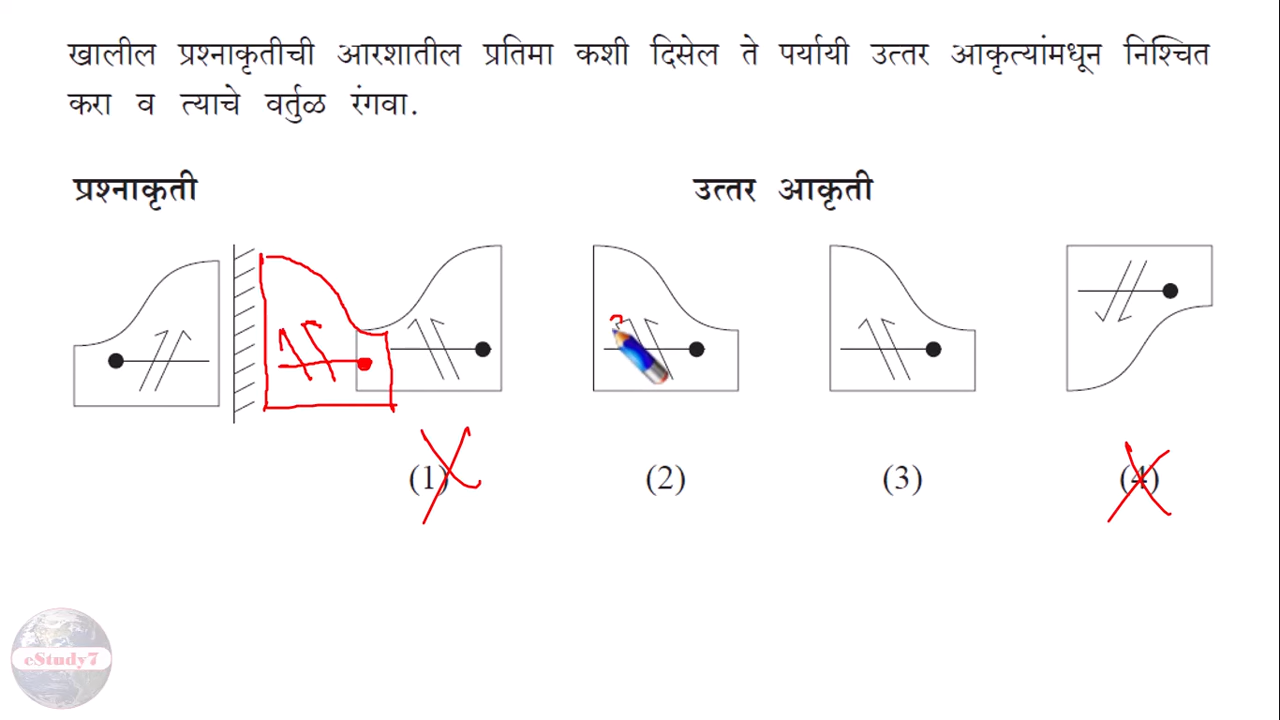 खालील प्रश्नाकृतीची आरशातील प्रतिमा कशी दिसेल ते पर्यायी उत्तर आकृत्यांमधून निश्चित
करा व त्याचे वर्तुळ रंगवा.
प्रश्नाकृती उत्तर आकृती
(1) (2) (3) (4)
eStudy7